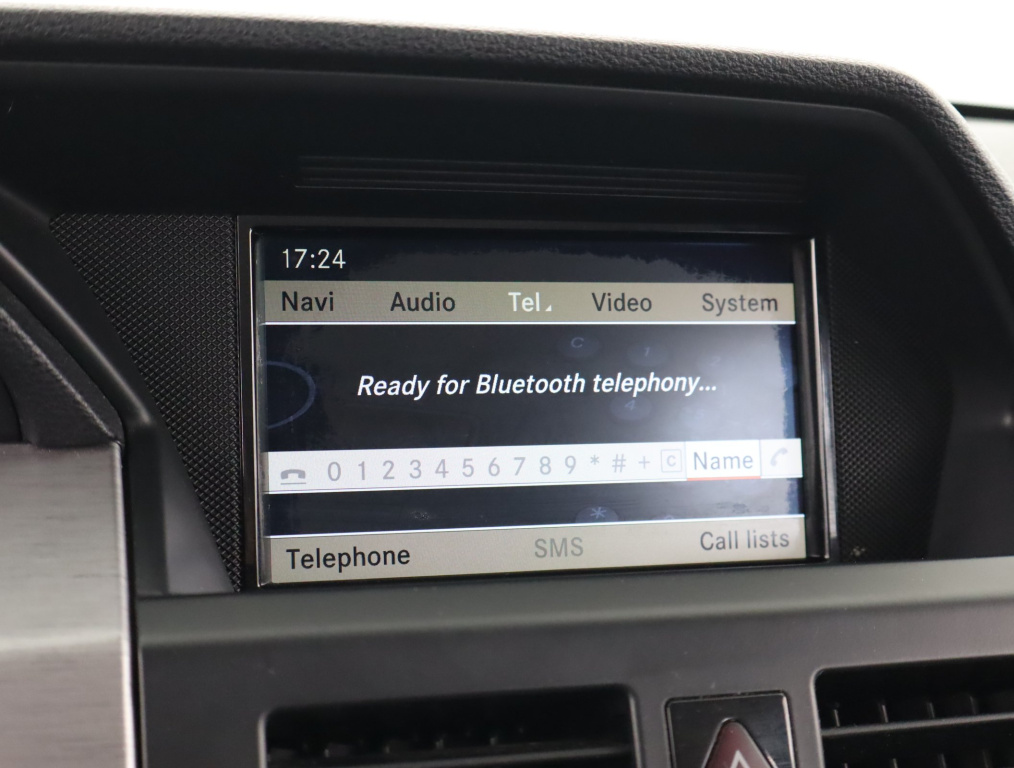 17:24
Navi Audio Tel Video System
Ready for Bluetooth telephony...
0 1 2 3 4 5 6 7 8 9 * # + C Name
Telephone SMS Call lists